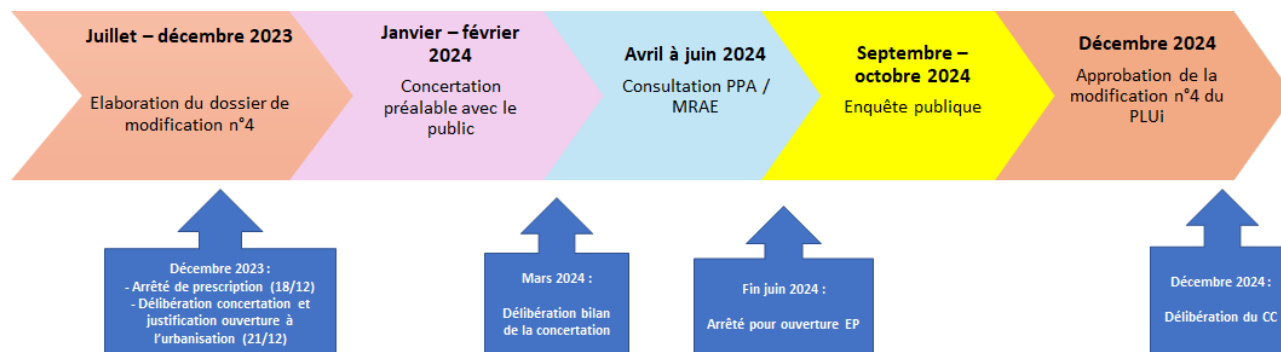 Juillet – décembre 2023
Elaboration du dossier de
modification n°4
Janvier – février
2024
Concertation
préalable avec le
public
Avril à juin 2024
Consultation PPA /
MRAE
Septembre –
octobre 2024
Enquête publique
Décembre 2024
Approbation de la
modification n°4 du
PLUi
Décembre 2023 :
- Arrêté de prescription (18/12)
- Délibération concertation et
justification ouverture à
l'urbanisation (21/12)
Mars 2024 :
Délibération bilan
de la concertation
Fin juin 2024 :
Arrêté pour ouverture EP
Décembre 2024 :
Délibération du CC